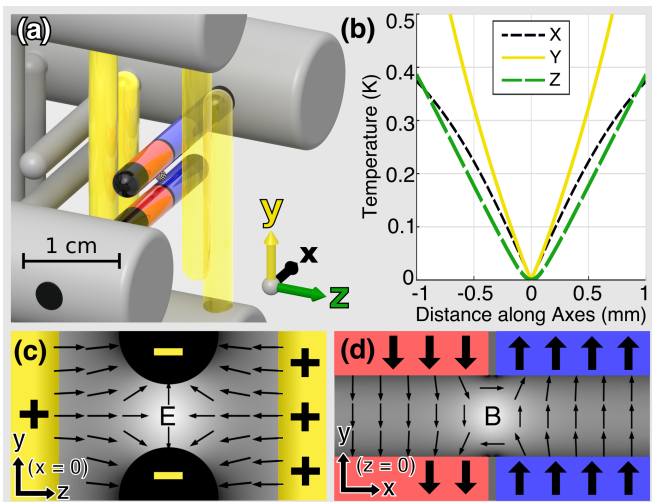 (a)
1 cm
y
x
z
(b)
Temperature (K)
0.5
0.4
0.3
0.2
0.1
0
X
Y
Z
-1 -0.5 0 0.5 1
Distance along Axes (mm)
(c)
− +
+ E +
− +
y
(x = 0)
z
(d)
B
y
(z = 0)
x